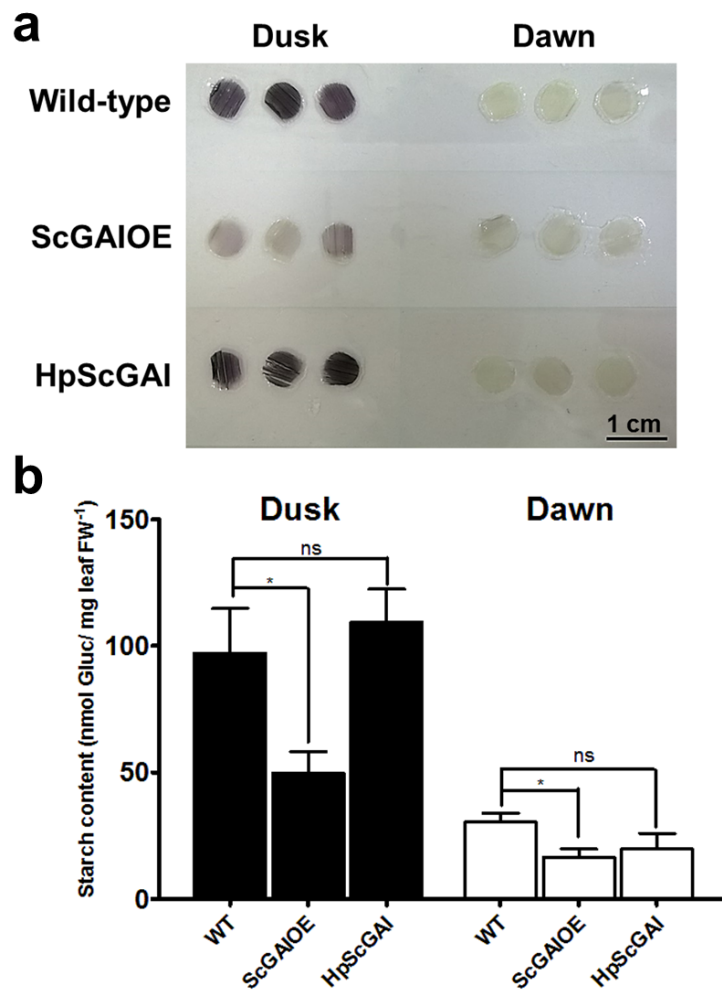 a
Dusk Dawn
Wild-type
ScGAIOE
HpScGAI
1 cm
b
Dusk Dawn
Starch content (nmol Gluc/ mg leaf FW⁻¹)
150
100
50
0
ns
*
ns
*
WT ScGAIOE HpScGAI WT ScGAIOE HpScGAI